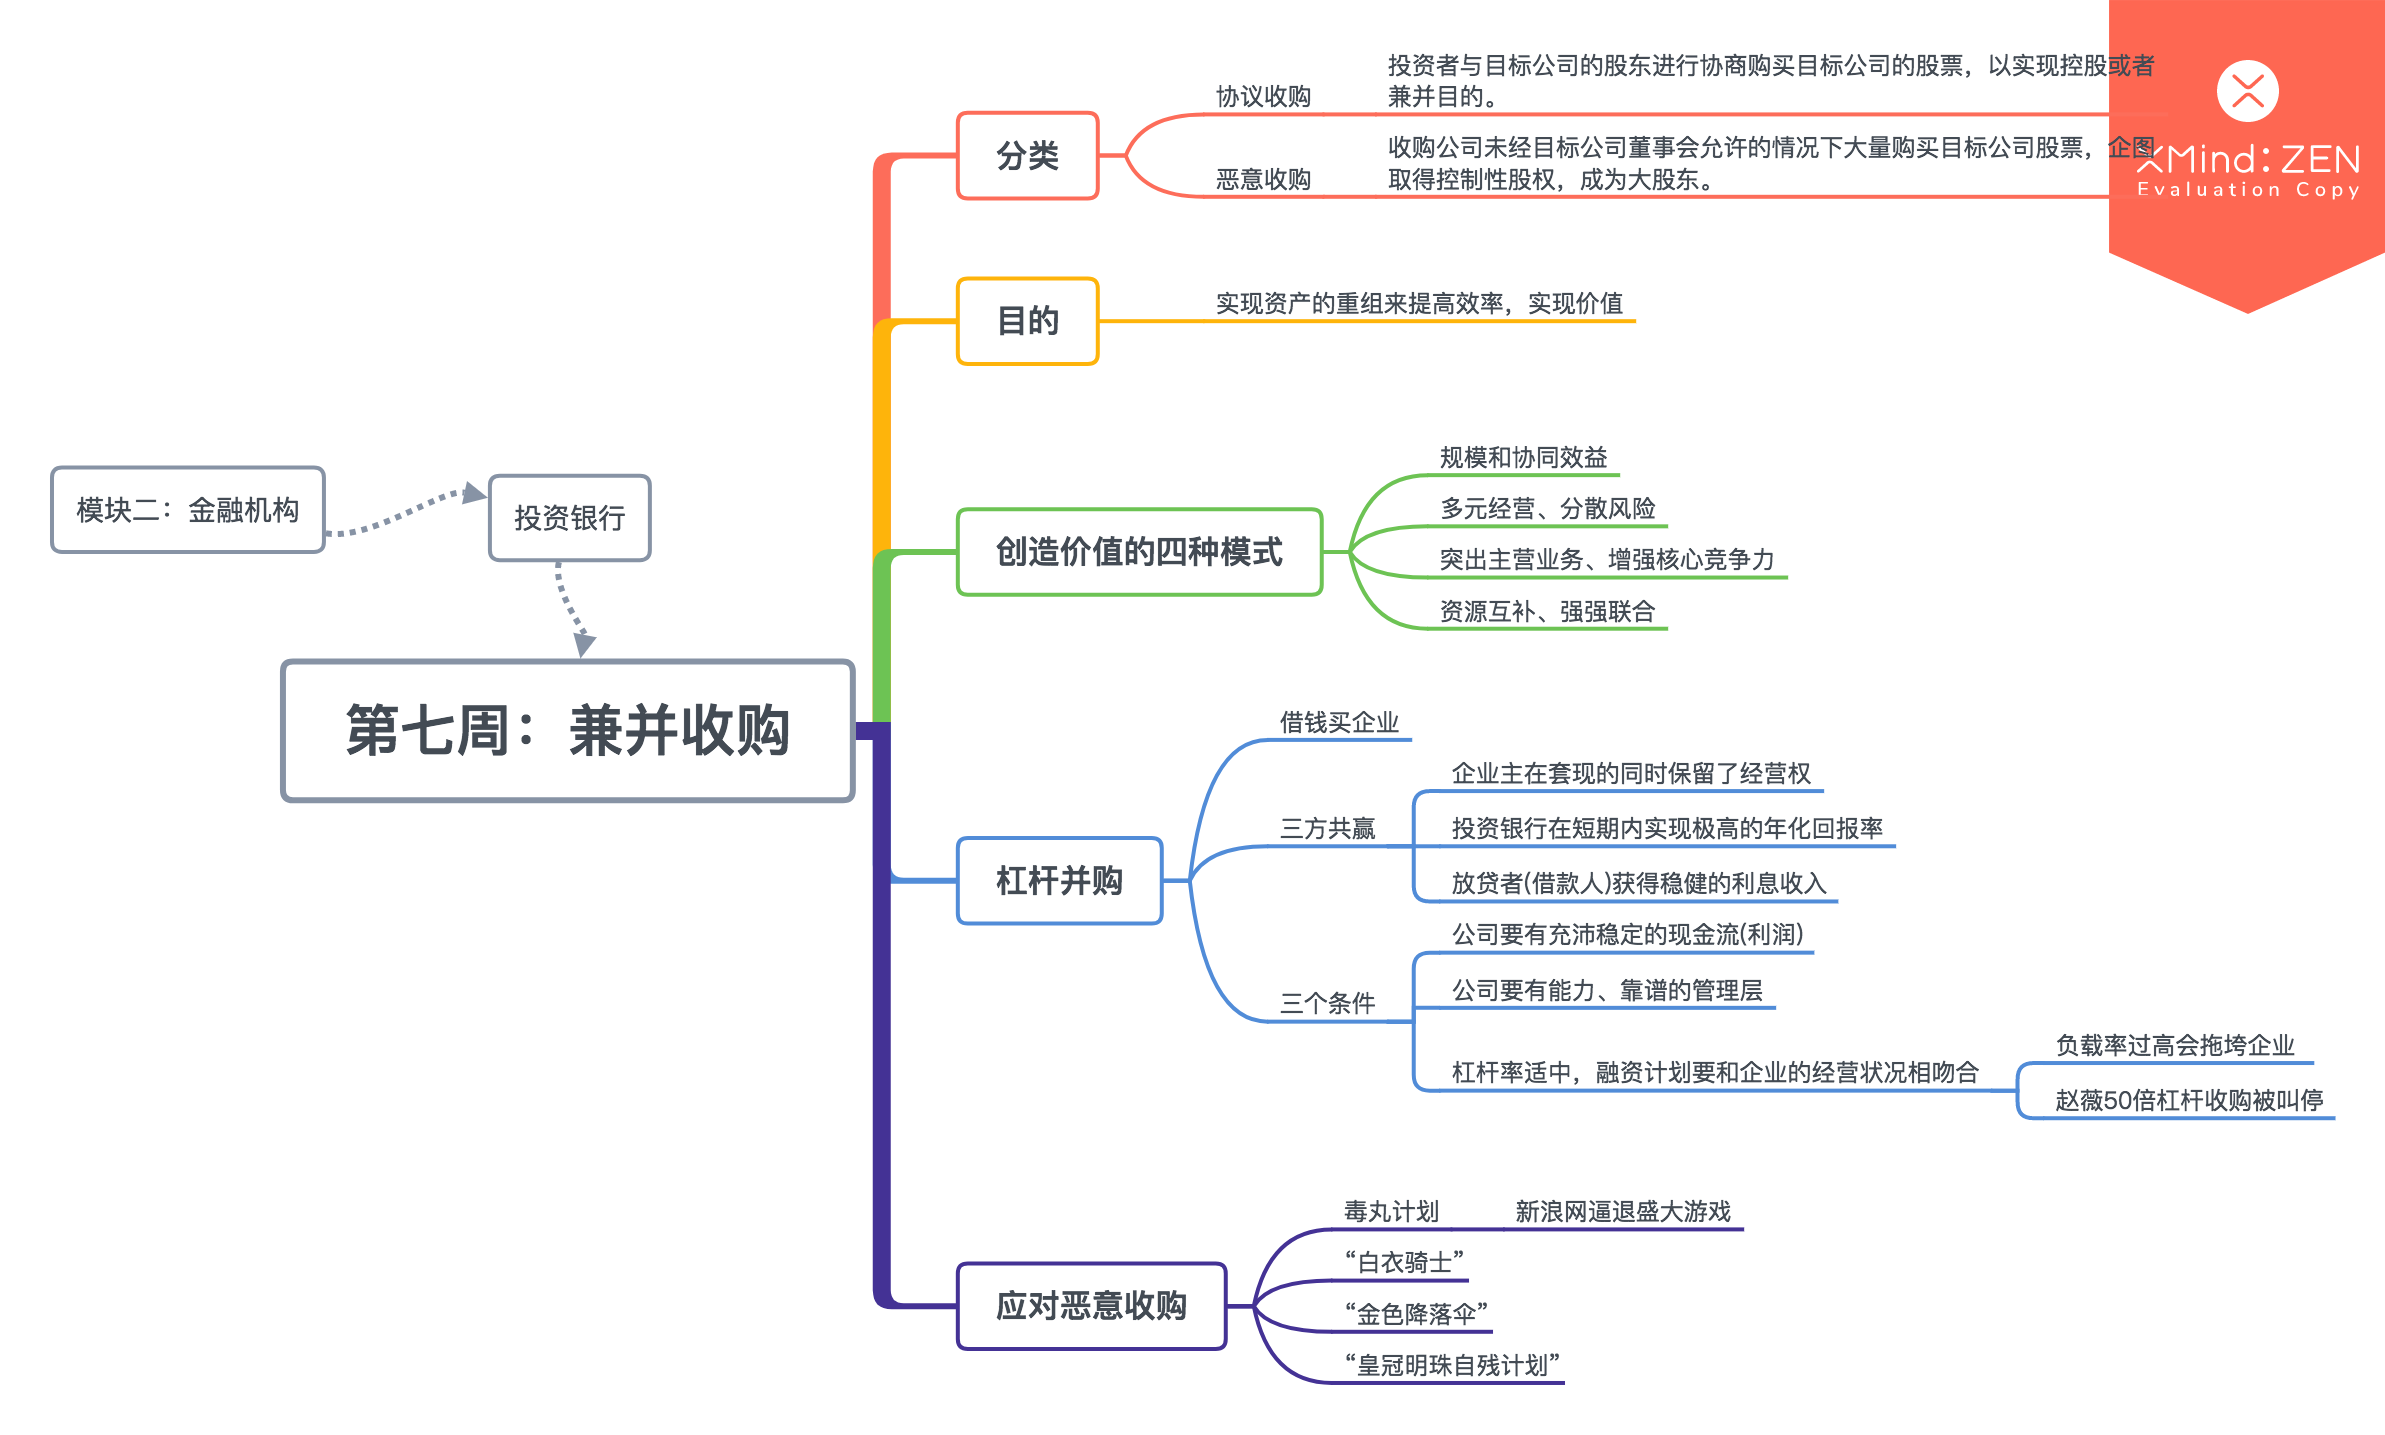 投资者与目标公司的股东进行协商购买目标公司的股票，以实现控股或者
兼并目的。
协议收购
收购公司未经目标公司董事会允许的情况下大量购买目标公司股票，企图
取得控制性股权，成为大股东。
恶意收购
分类
XMind: ZEN
Evaluation Copy
目的
实现资产的重组来提高效率，实现价值
模块二：金融机构
投资银行
第七周：兼并收购
创造价值的四种模式
规模和协同效益
多元经营、分散风险
突出主营业务、增强核心竞争力
资源互补、强强联合
杠杆并购
借钱买企业
三方共赢
企业主在套现的同时保留了经营权
投资银行在短期内实现极高的年化回报率
放贷者(借款人)获得稳健的利息收入
三个条件
公司要有充沛稳定的现金流(利润)
公司要有能力、靠谱的管理层
杠杆率适中，融资计划要和企业的经营状况相吻合
负载率过高会拖垮企业
赵薇50倍杠杆收购被叫停
应对恶意收购
毒丸计划
新浪网逼退盛大游戏
“白衣骑士”
“金色降落伞”
“皇冠明珠自残计划”